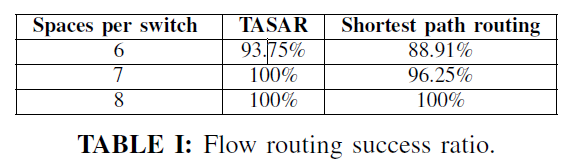 Spaces per switch TASAR Shortest path routing
6 93.75% 88.91%
7 100% 96.25%
8 100% 100%
TABLE I: Flow routing success ratio.